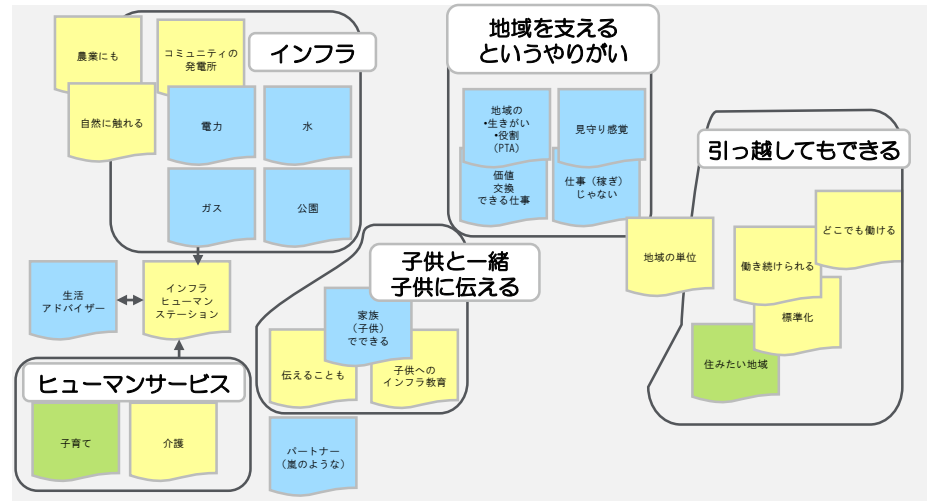 インフラ
農業にも
コミュニティの
発電所
自然に触れる
電力
水
ガス
公園
地域を支える
というやりがい
地域の
•生きがい
•役割
（PTA）
見守り感覚
価値
交換
できる仕事
仕事（稼ぎ）
じゃない
引っ越してもできる
どこでも働ける
地域の単位
働き続けられる
標準化
住みたい地域
子供と一緒
子供に伝える
家族
（子供）
でできる
伝えることも
子供への
インフラ教育
生活
アドバイザー
インフラ
ヒューマン
ステーション
ヒューマンサービス
子育て
介護
パートナー
（嵐のような）